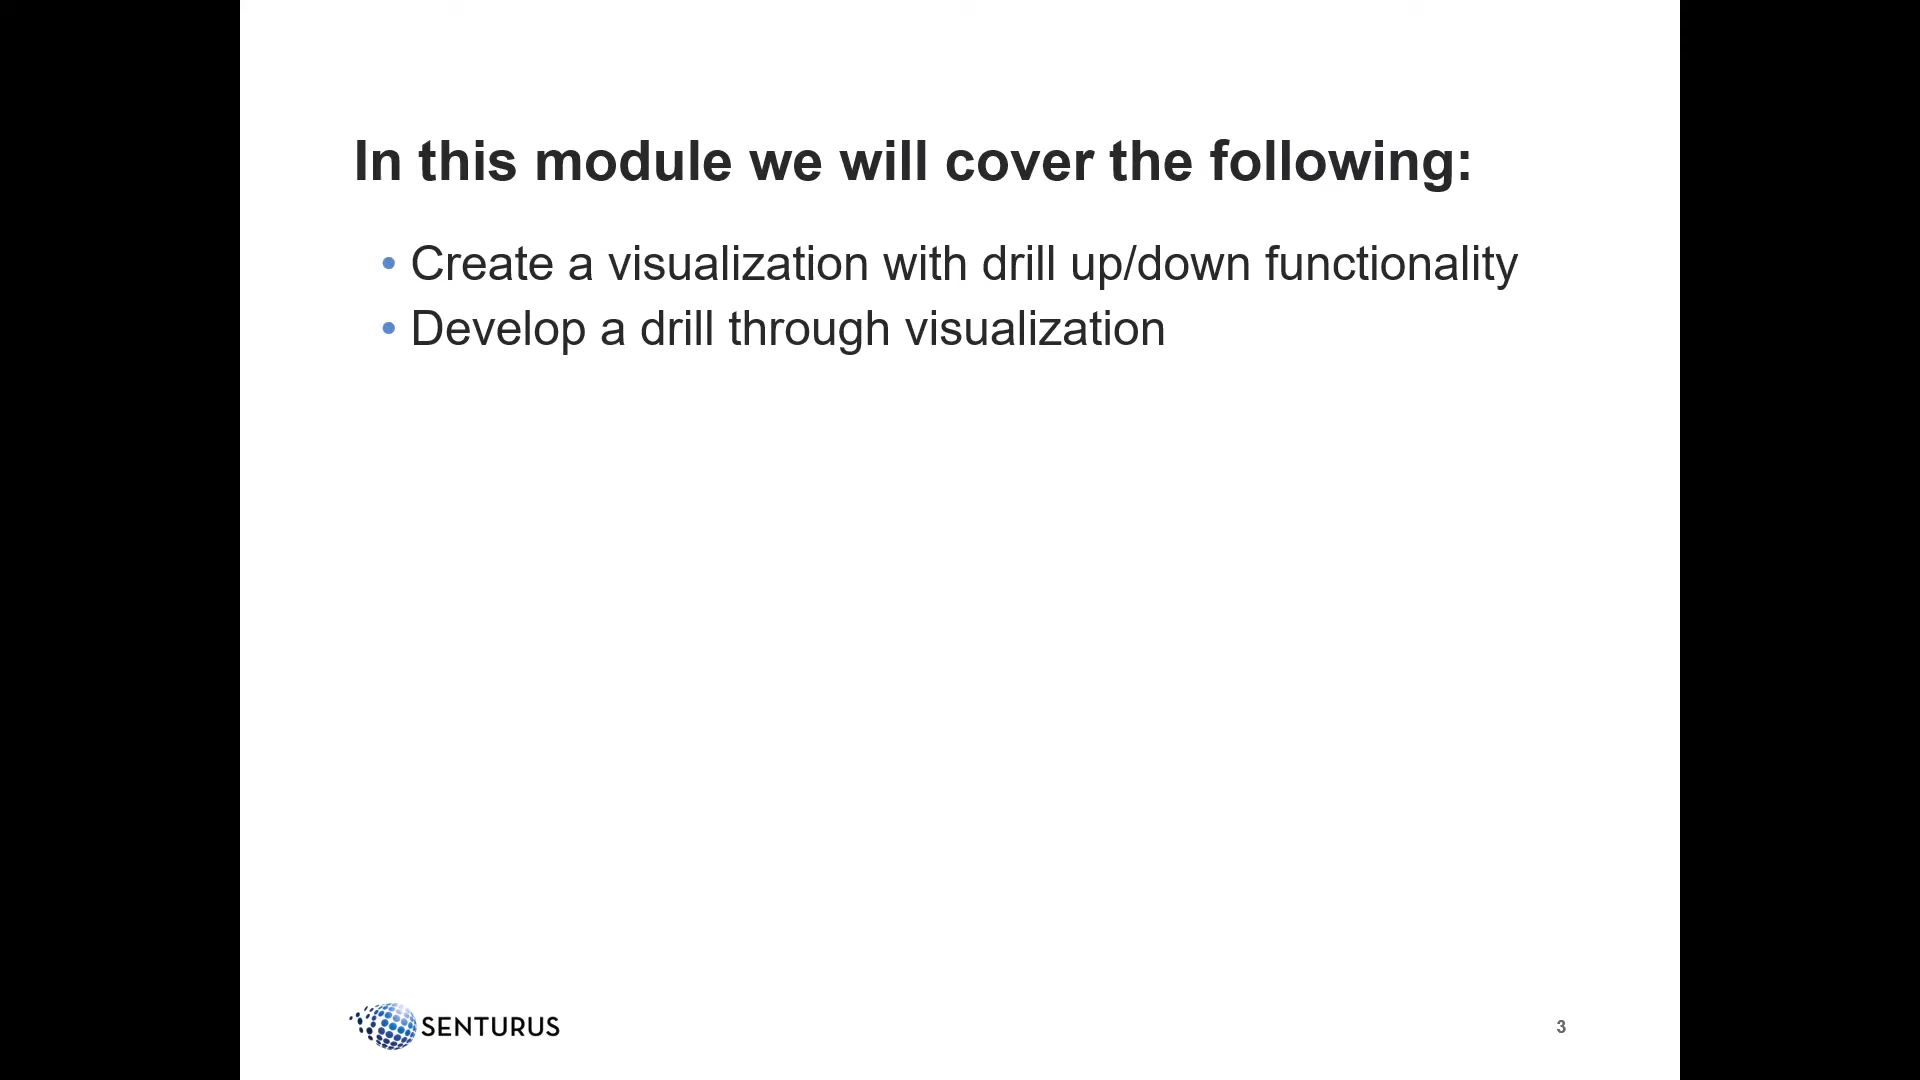 In this module we will cover the following:
• Create a visualization with drill up/down functionality
• Develop a drill through visualization
SENTURUS
3